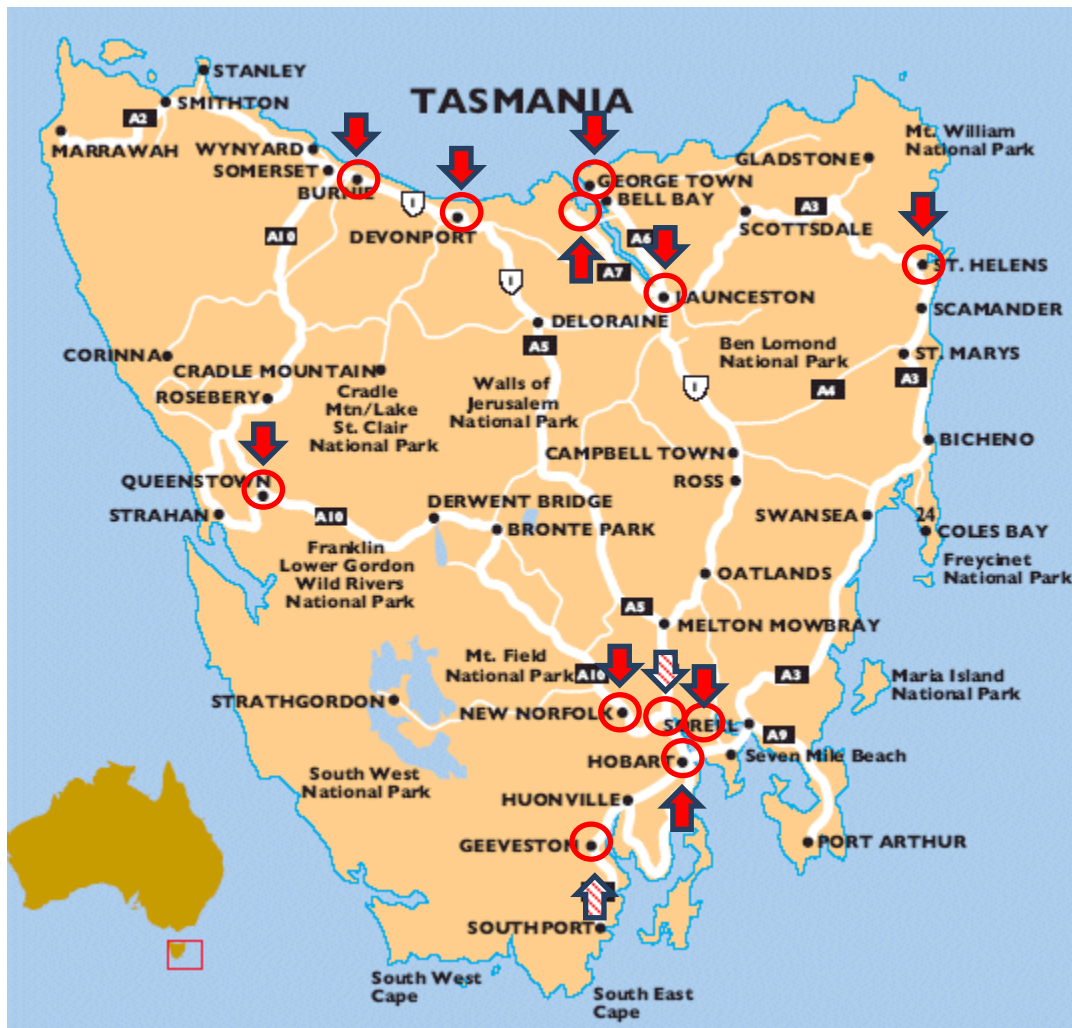 STANLEY
TASMANIA
SMITHTON
A2
MARRAWAH
WYNYARD
SOMERSET
BURNIE
1
DEVONPORT
A10
GEORGE TOWN
BELL BAY
A6
A7
GLADSTONE
Mt. William
National Park
A3
SCOTTSDALE
ST. HELENS
LAUNCESTON
SCAMANDER
1
DELORAINE
A5
Ben Lomond
National Park
ST. MARYS
A3
A4
1
CORINNA
CRADLE MOUNTAIN
Cradle
Mtn/Lake
St. Clair
National Park
ROSEBERY
Walls of
Jerusalem
National Park
BICHENO
CAMPBELL TOWN
ROSS
QUEENSTOWN
STRAHAN
A10
DERWENT BRIDGE
BRONTE PARK
SWANSEA
24
COLES BAY
Freycinet
National Park
Franklin
Lower Gordon
Wild Rivers
National Park
OATLANDS
A5
MELTON MOWBRAY
Mt. Field
National Park
A10
A3
Maria Island
National Park
STRATHGORDON
NEW NORFOLK
SORELL
A9
HOBART
Seven Mile Beach
South West
National Park
HUONVILLE
GEEVESTON
PORT ARTHUR
SOUTHPORT
South West
Cape
South East
Cape